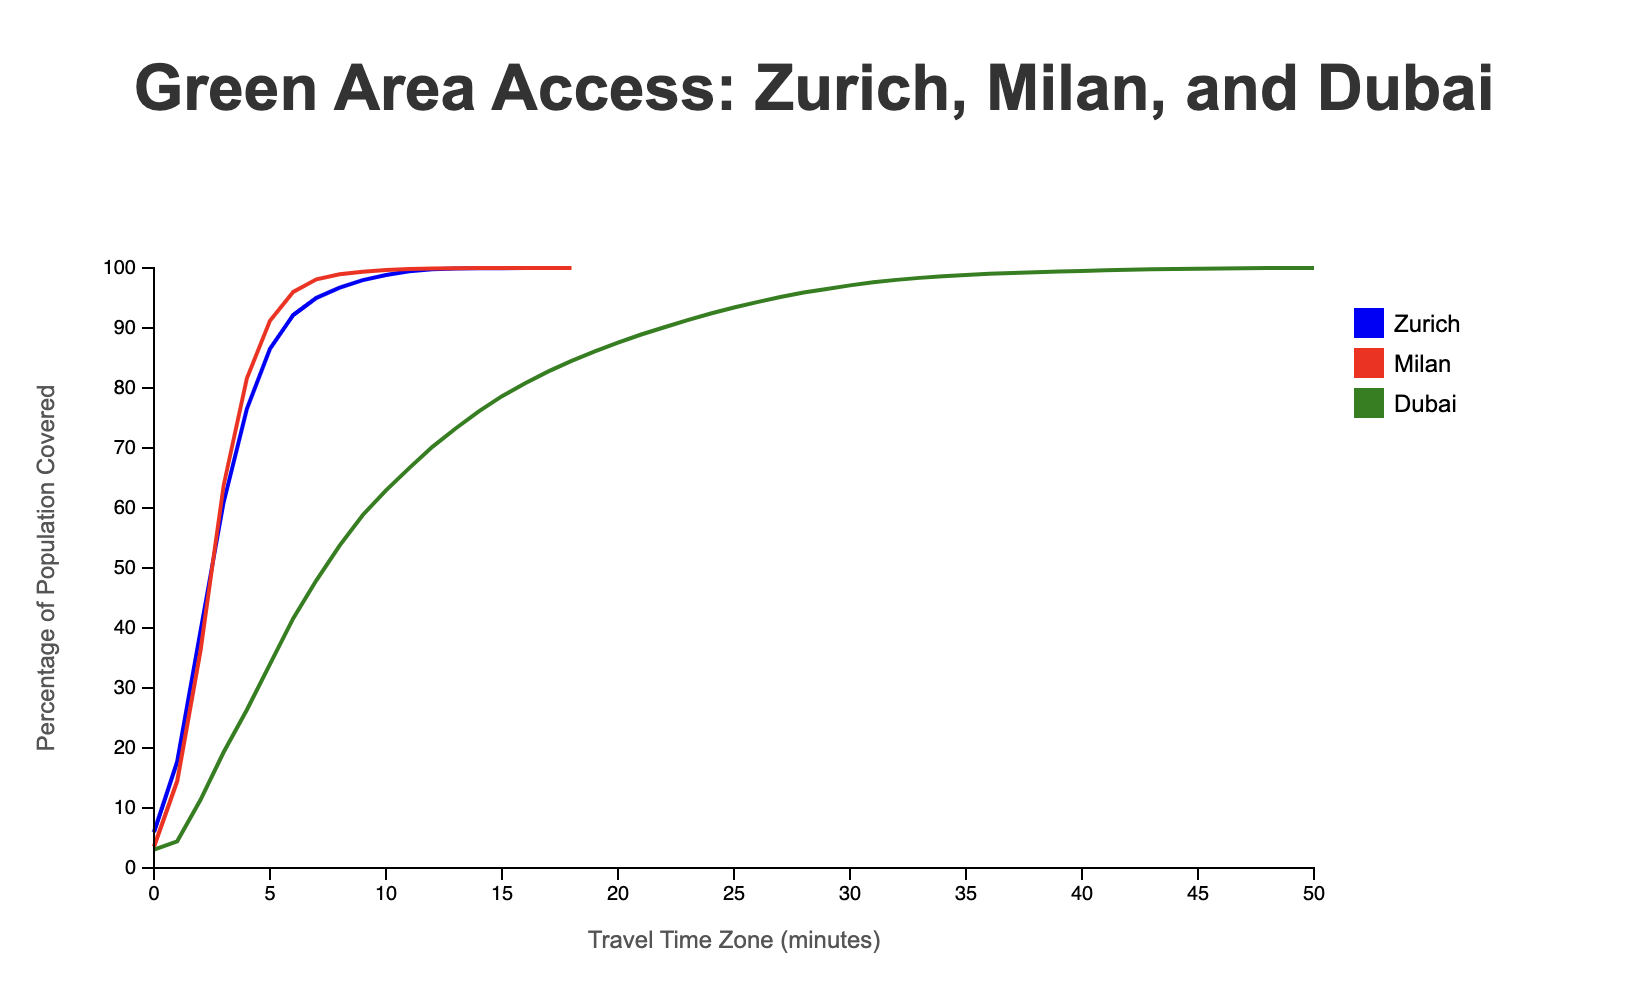 Green Area Access: Zurich, Milan, and Dubai
100
90
80
70
60
50
40
30
20
10
0
Percentage of Population Covered
0 5 10 15 20 25 30 35 40 45 50
Travel Time Zone (minutes)
Zurich
Milan
Dubai